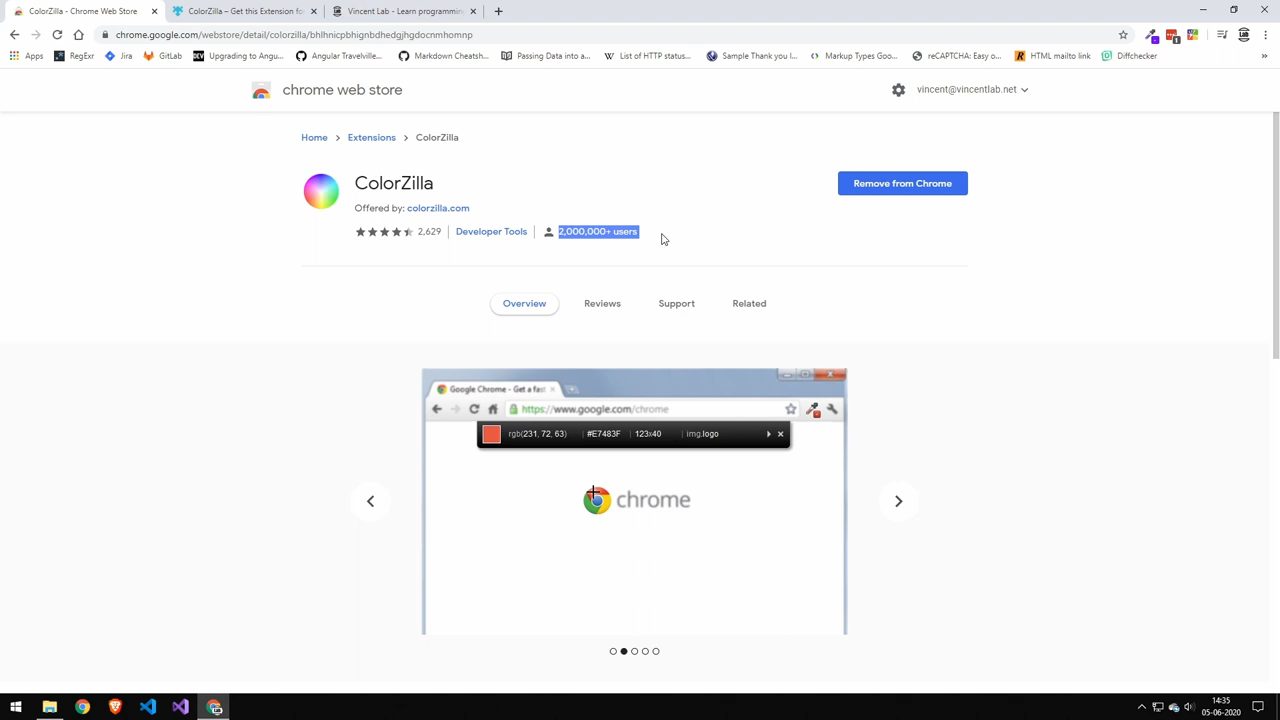 ColorZilla - Chrome Web Store
ColorZilla – Get this Extension for
Vincent Lab - Learn programmin
chrome.google.com/webstore/detail/colorzilla/bhlhnicpbhignbdhedgjhgdocnmhomnp
Apps
RegExr
Jira
GitLab
Upgrading to Angu...
Angular Travelville...
Markdown Cheatsh...
Passing Data into a...
List of HTTP status...
Sample Thank you l...
Markup Types Goo...
reCAPTCHA: Easy o...
HTML mailto link
Diffchecker
chrome web store
vincent@vincentlab.net
Home > Extensions > ColorZilla
ColorZilla
Remove from Chrome
Offered by: colorzilla.com
2,629
Developer Tools
2,000,000+ users
Overview
Reviews
Support
Related
Google Chrome - Get a fast
https://www.google.com/chrome
rgb(231, 72, 63) | #E7483F | 123x40 | img.logo
chrome
14:35
05-06-2020